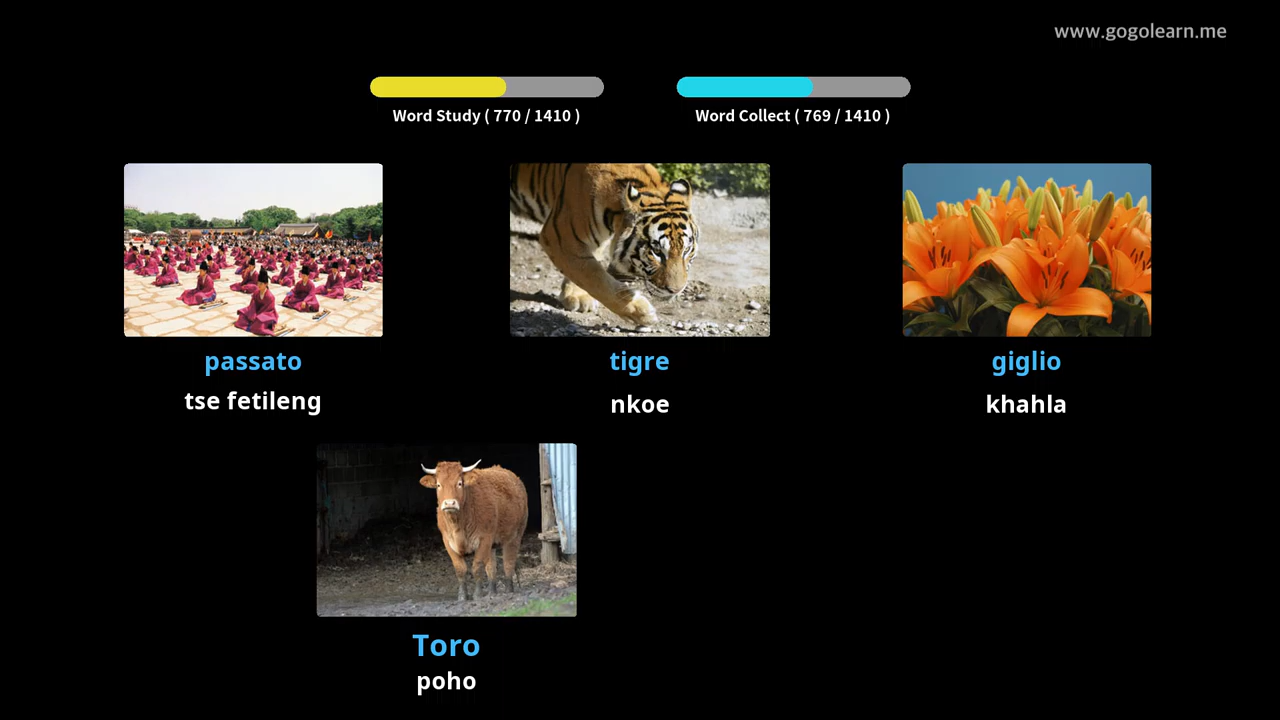 www.gogolearn.me
Word Study ( 770 / 1410 )
Word Collect ( 769 / 1410 )
passato
tse fetileng
tigre
nkoe
giglio
khahla
Toro
poho